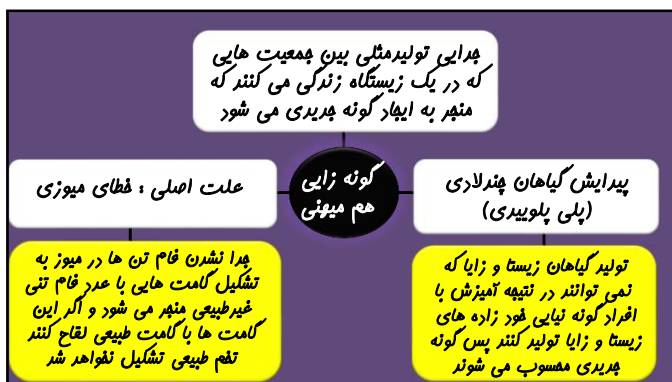 جدایی تولیدمثلی بین جمعیت هایی
که در یک زیستگاه زندگی می کنند که
منجر به ایجاد گونه جدیدی می شود
گونه زایی
هم میهنی
پیدایش گیاهان چندلادی
(پلی پلوییدی)
علت اصلی : خطای میوزی
تولید گیاهان زیستا و زایا که
نمی توانند در نتیجه آمیزش با
افراد گونه نیایی خود زاده های
زیستا و زایا تولید کنند پس گونه
جدیدی محسوب می شوند
جدا نشدن فام تن ها در میوز به
تشکیل گامت هایی با عدد فام تنی
غیرطبیعی منجر می شود و اگر این
گامت ها با گامت طبیعی لقاح کنند
تخم طبیعی تشکیل نخواهد شد